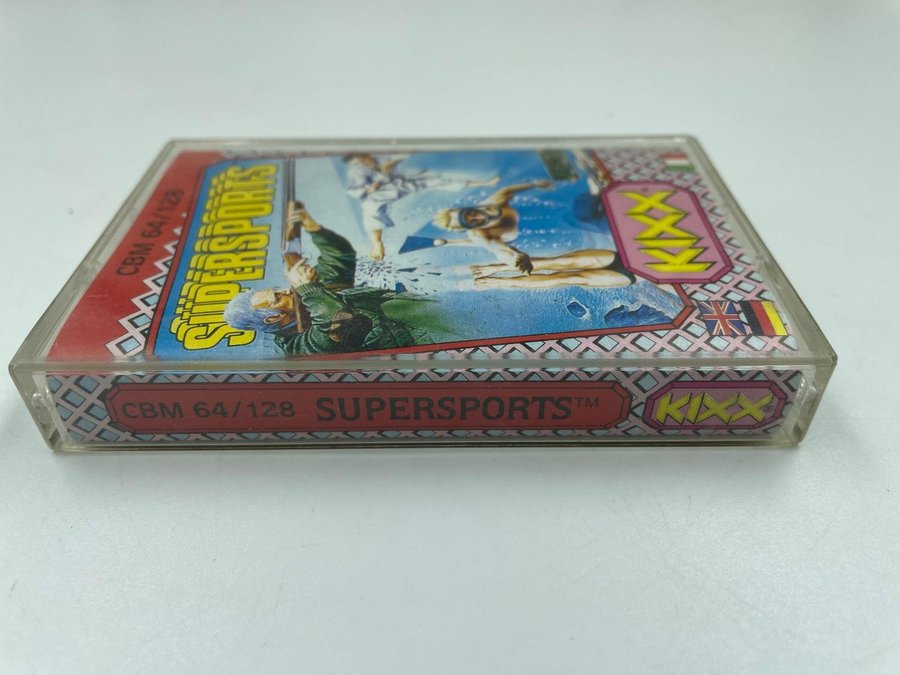 CBM 64/128
SUPERSPORTS
KIXX®
CBM 64/128 SUPERSPORTS™ KIXX®